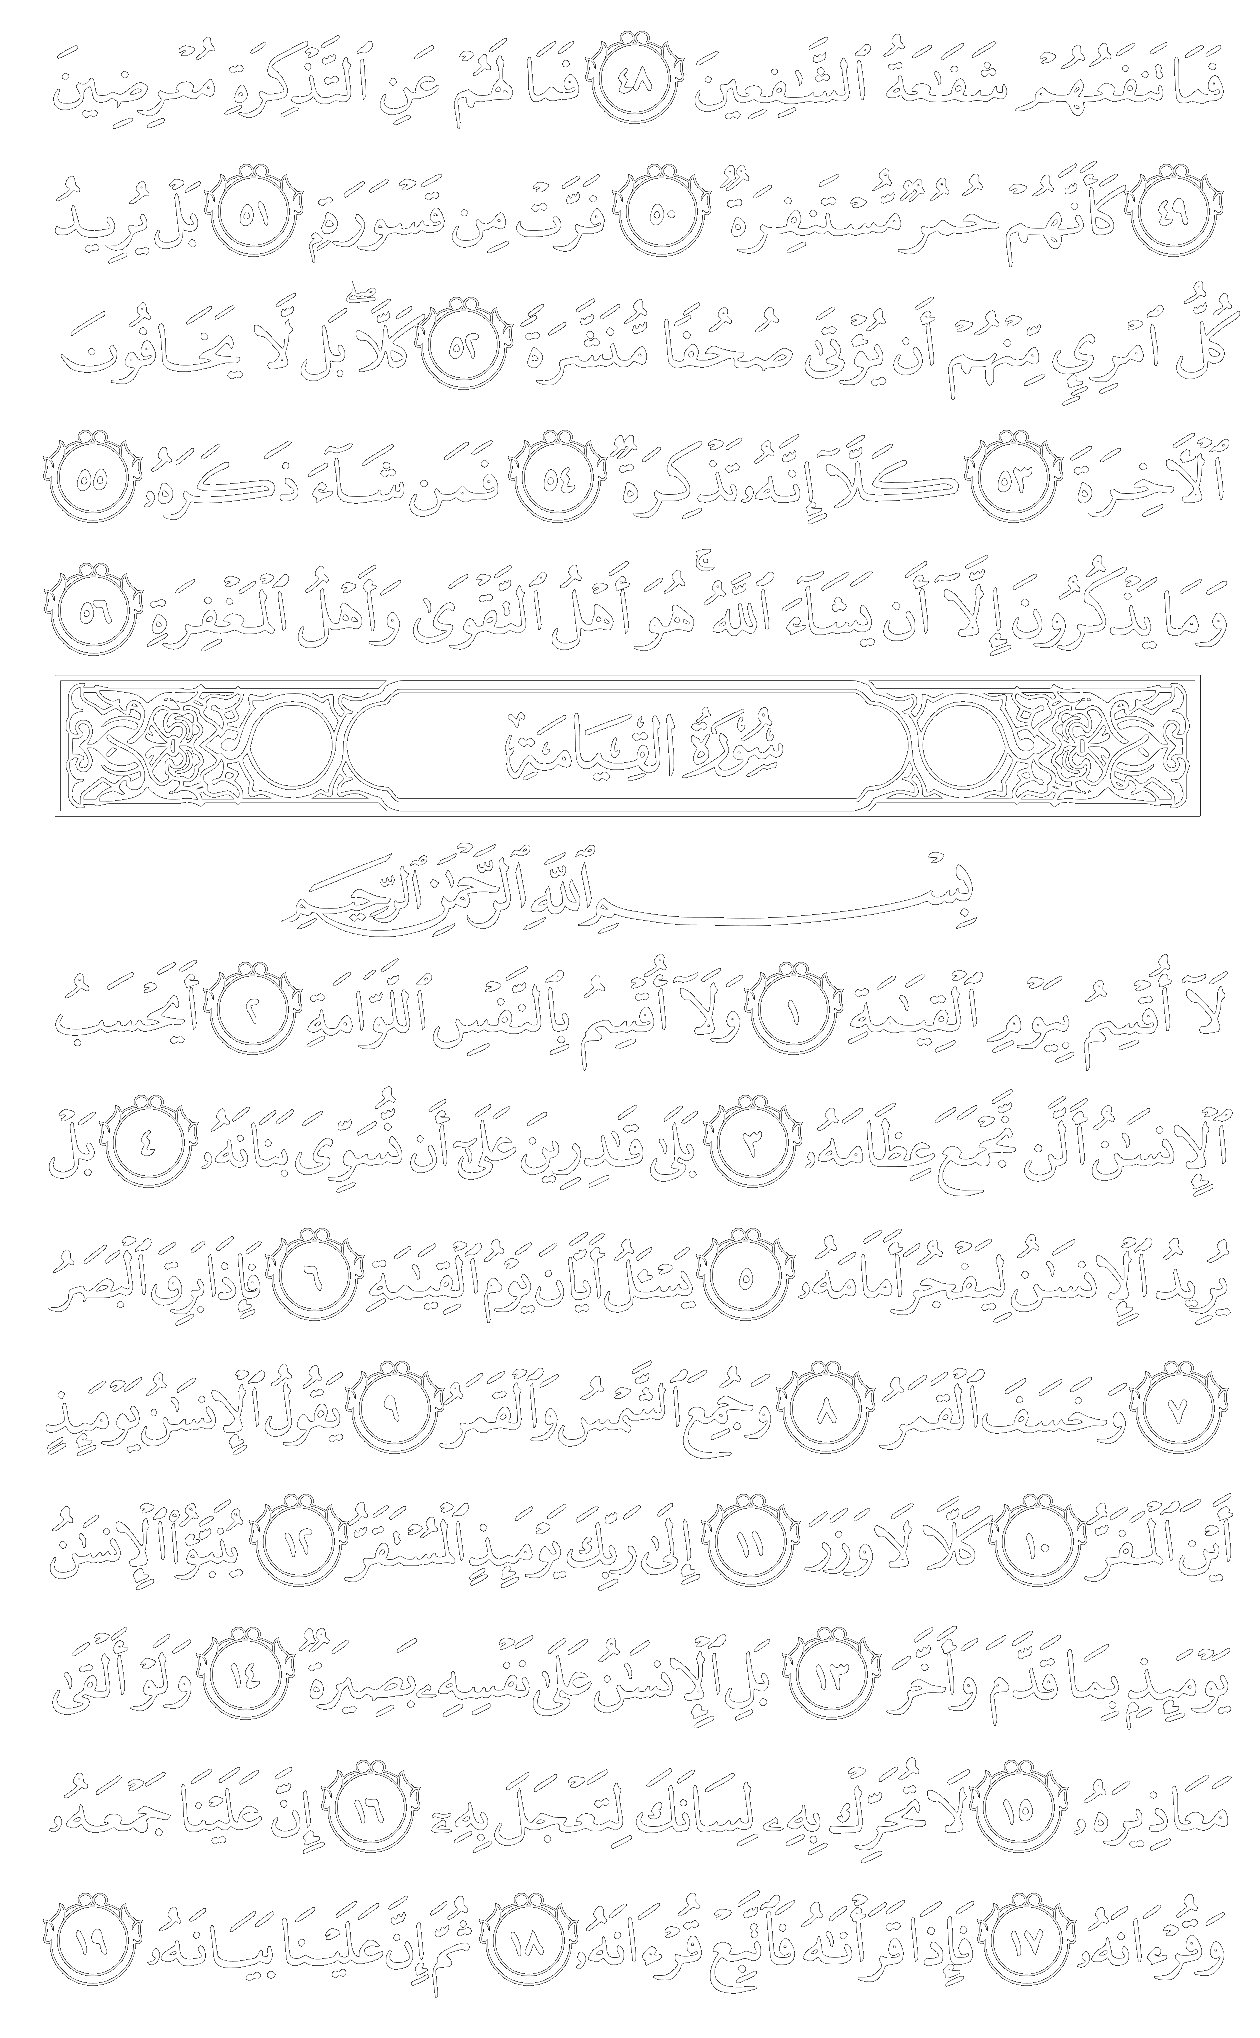 فَمَا تَنفَعُهُمْ شَفَٰعَةُ ٱلشَّٰفِعِينَ ٤٨ فَمَا لَهُمْ عَنِ ٱلتَّذْكِرَةِ مُعْرِضِينَ
٤٩ كَأَنَّهُمْ حُمُرٌ مُّسْتَنفِرَةٌ ٥٠ فَرَّتْ مِن قَسْوَرَةٍۭ ٥١ بَلْ يُرِيدُ
كُلُّ ٱمْرِئٍ مِّنْهُمْ أَن يُؤْتَىٰ صُحُفًا مُّنَشَّرَةً ٥٢ كَلَّاۖ بَل لَّا يَخَافُونَ
ٱلْأَخِرَةَ ٥٣ كَلَّآ إِنَّهُۥ تَذْكِرَةٌ ٥٤ فَمَن شَآءَ ذَكَرَهُۥ ٥٥
وَمَا يَذْكُرُونَ إِلَّآ أَن يَشَآءَ ٱللَّهُۚ هُوَ أَهْلُ ٱلتَّقْوَىٰ وَأَهْلُ ٱلْمَغْفِرَةِ ٥٦
سُورَةُ القِيَامَةِ
بِسْمِ ٱللَّهِ ٱلرَّحْمَٰنِ ٱلرَّحِيمِ
لَآ أُقْسِمُ بِيَوْمِ ٱلْقِيَٰمَةِ ١ وَلَآ أُقْسِمُ بِٱلنَّفْسِ ٱللَّوَّامَةِ ٢ أَيَحْسَبُ
ٱلْإِنسَٰنُ أَلَّن نَّجْمَعَ عِظَامَهُۥ ٣ بَلَىٰ قَٰدِرِينَ عَلَىٰٓ أَن نُّسَوِّىَ بَنَانَهُۥ ٤ بَلْ
يُرِيدُ ٱلْإِنسَٰنُ لِيَفْجُرَ أَمَامَهُۥ ٥ يَسْـَٔلُ أَيَّانَ يَوْمُ ٱلْقِيَٰمَةِ ٦ فَإِذَا بَرِقَ ٱلْبَصَرُ
٧ وَخَسَفَ ٱلْقَمَرُ ٨ وَجُمِعَ ٱلشَّمْسُ وَٱلْقَمَرُ ٩ يَقُولُ ٱلْإِنسَٰنُ يَوْمَئِذٍ
أَيْنَ ٱلْمَفَرُّ ١٠ كَلَّا لَا وَزَرَ ١١ إِلَىٰ رَبِّكَ يَوْمَئِذٍ ٱلْمُسْتَقَرُّ ١٢ يُنَبَّؤُا۟ ٱلْإِنسَٰنُ
يَوْمَئِذٍۭ بِمَا قَدَّمَ وَأَخَّرَ ١٣ بَلِ ٱلْإِنسَٰنُ عَلَىٰ نَفْسِهِۦ بَصِيرَةٌ ١٤ وَلَوْ أَلْقَىٰ
مَعَاذِيرَهُۥ ١٥ لَا تُحَرِّكْ بِهِۦ لِسَانَكَ لِتَعْجَلَ بِهِۦٓ ١٦ إِنَّ عَلَيْنَا جَمْعَهُۥ
وَقُرْءَانَهُۥ ١٧ فَإِذَا قَرَأْنَٰهُ فَٱتَّبِعْ قُرْءَانَهُۥ ١٨ ثُمَّ إِنَّ عَلَيْنَا بَيَانَهُۥ ١٩